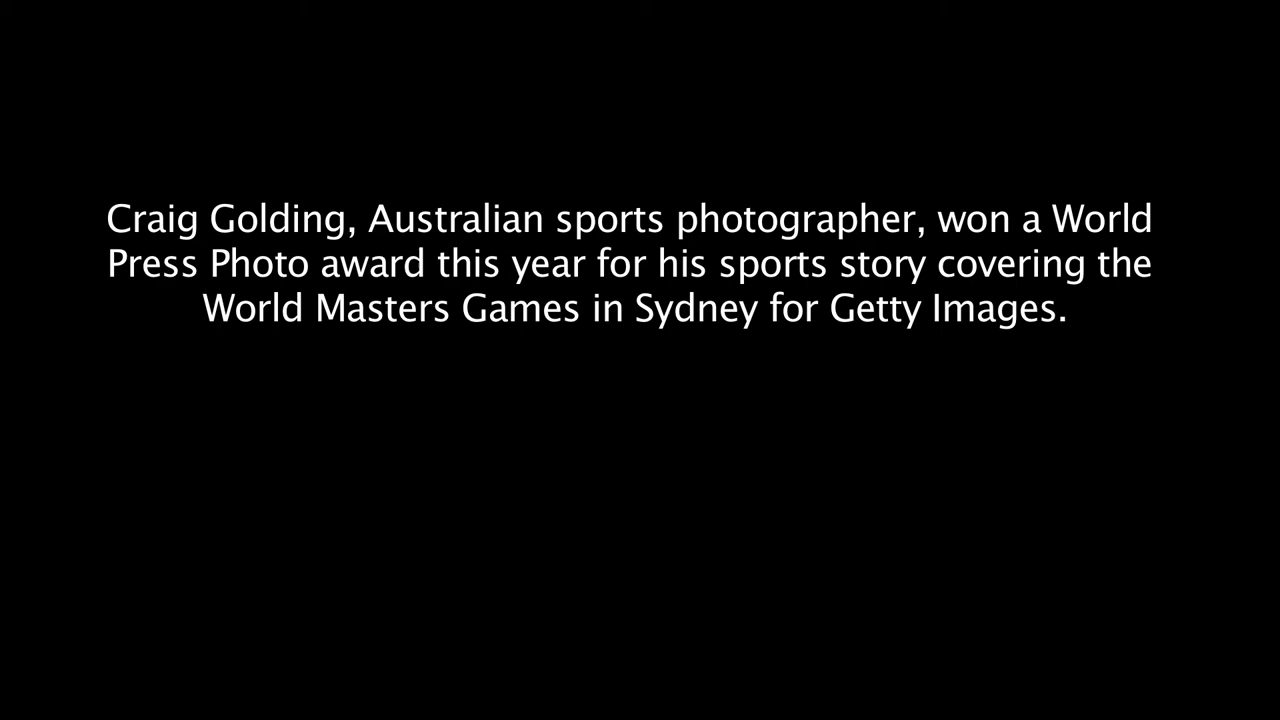 Craig Golding, Australian sports photographer, won a World
Press Photo award this year for his sports story covering the
World Masters Games in Sydney for Getty Images.